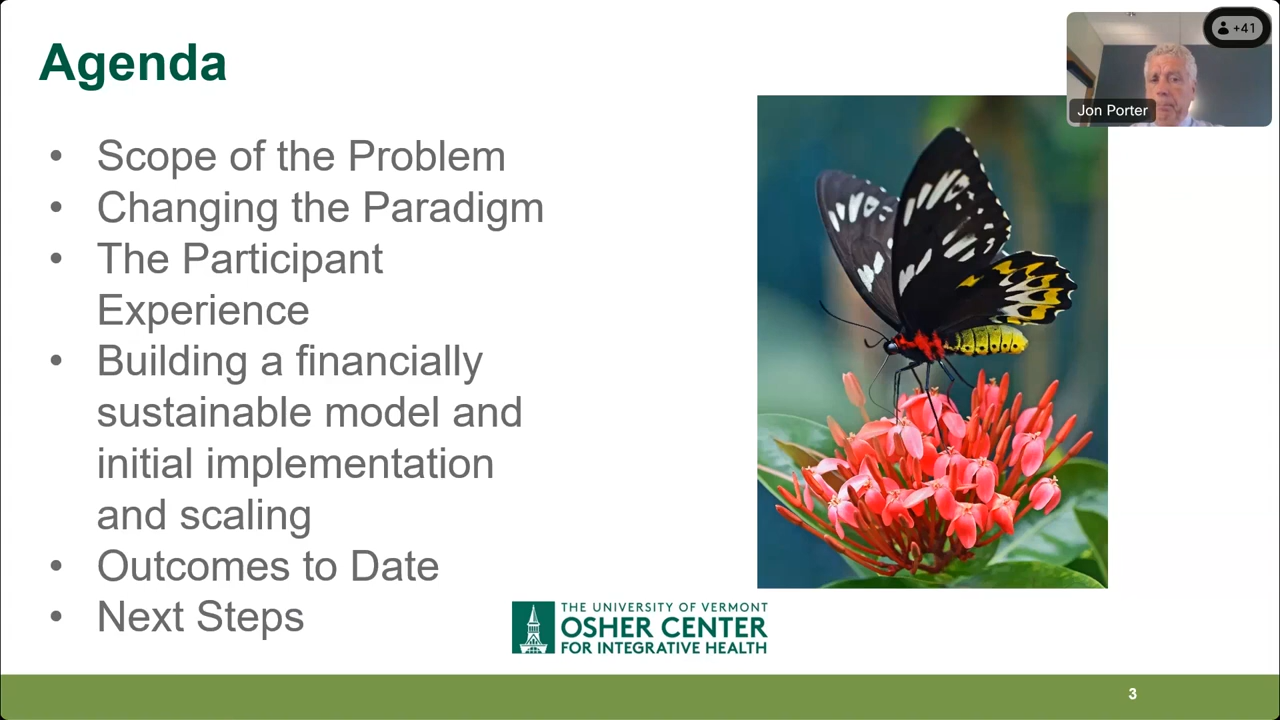 Agenda
+41
Jon Porter
• Scope of the Problem
• Changing the Paradigm
• The Participant
Experience
• Building a financially
sustainable model and
initial implementation
and scaling
• Outcomes to Date
• Next Steps
THE UNIVERSITY OF VERMONT
OSHER CENTER
FOR INTEGRATIVE HEALTH
3